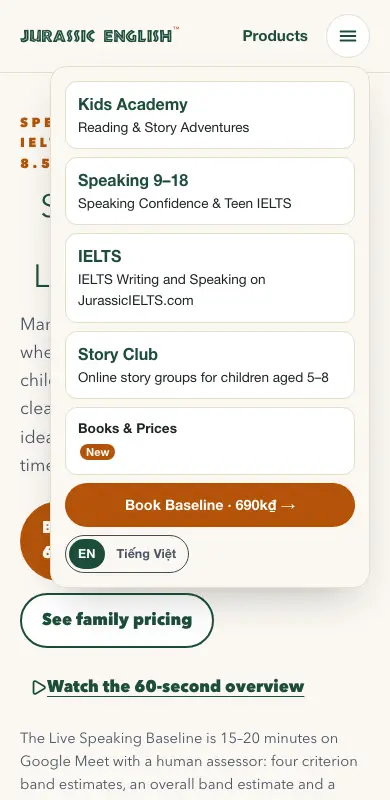 JURASSIC ENGLISH™
Products
Kids Academy
Reading & Story Adventures
Speaking 9–18
Speaking Confidence & Teen IELTS
IELTS
IELTS Writing and Speaking on
JurassicIELTS.com
Story Club
Online story groups for children aged 5–8
Books & Prices
New
Book Baseline · 690k₫ →
EN
Tiếng Việt
8.5
See family pricing
Watch the 60-second overview
The Live Speaking Baseline is 15–20 minutes on
Google Meet with a human assessor: four criterion
band estimates, an overall band estimate and a